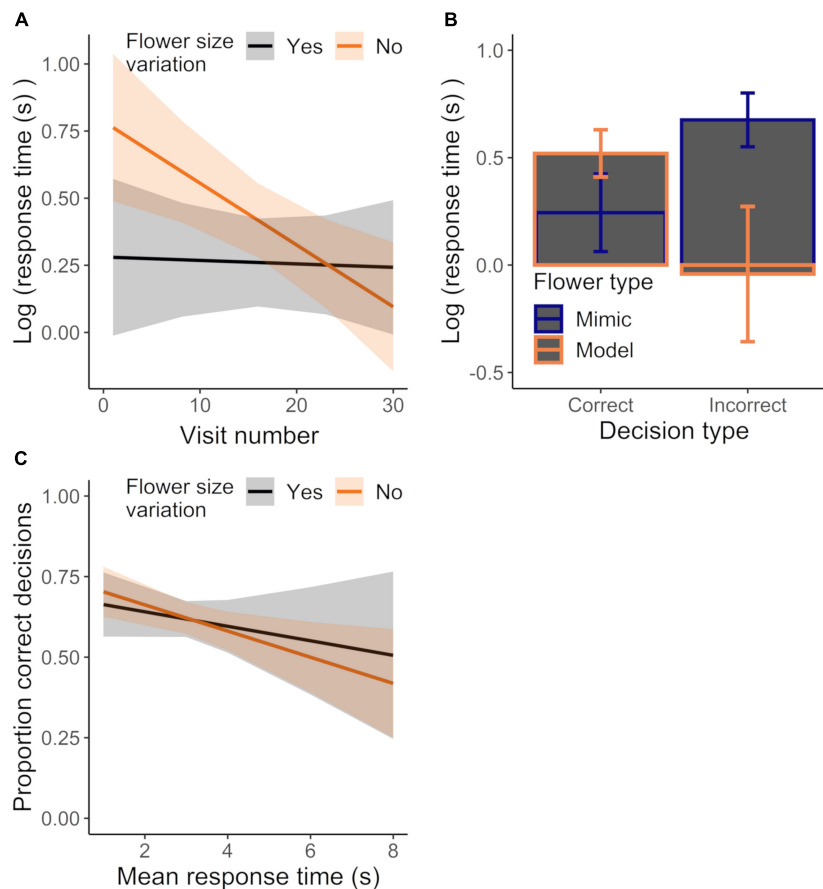 A
Flower size
variation
Yes
No
Log (response time (s) )
1.00
0.75
0.50
0.25
0.00
0
10
20
30
Visit number
B
Log (response time (s) )
1.0
0.5
0.0
-0.5
Flower type
Mimic
Model
Correct
Incorrect
Decision type
C
Flower size
variation
Yes
No
Proportion correct decisions
1.00
0.75
0.50
0.25
0.00
2
4
6
8
Mean response time (s)